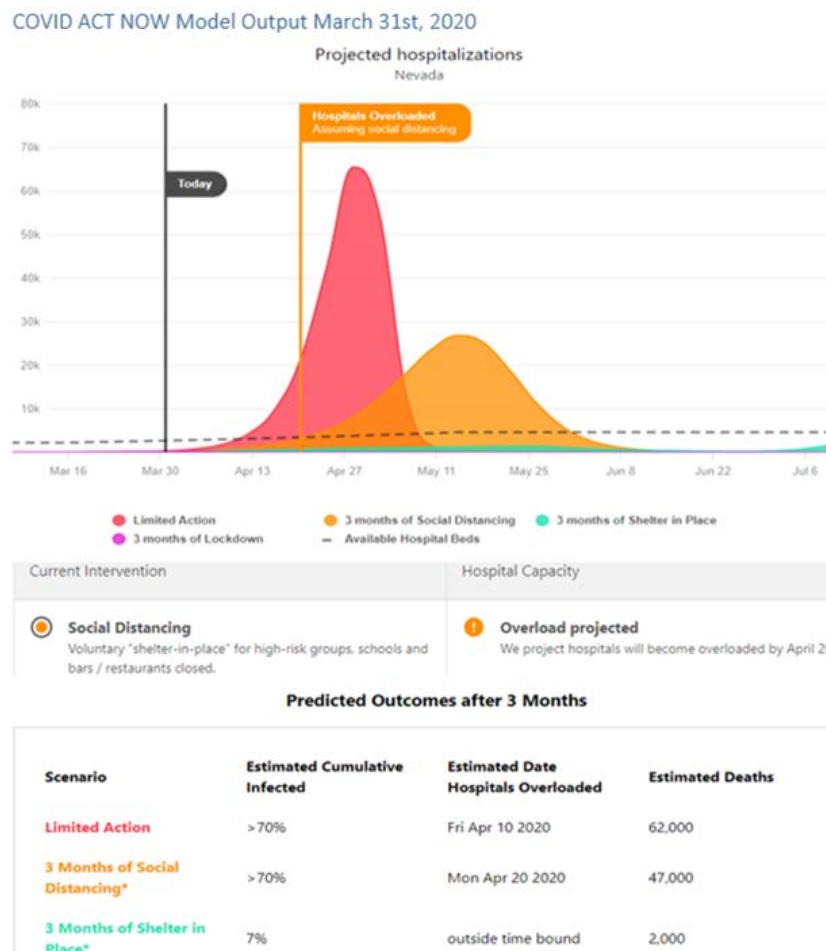 COVID ACT NOW Model Output March 31st, 2020
Projected hospitalizations
Nevada
80k
Hospitals Overloaded
Assuming social distancing
70k
Today
60k
50k
40k
30k
20k
10k
Mar 16 Mar 30 Apr 13 Apr 27 May 11 May 25 Jun 8 Jun 22 Jul 6
Limited Action 3 months of Social Distancing 3 months of Shelter in Place
3 months of Lockdown Available Hospital Beds
Current Intervention Hospital Capacity
Social Distancing Overload projected
Voluntary "shelter-in-place" for high-risk groups, schools and We project hospitals will become overloaded by April
bars / restaurants closed.
Predicted Outcomes after 3 Months
Estimated Cumulative Estimated Date
Scenario Estimated Deaths
Infected Hospitals Overloaded
Limited Action >70% Fri Apr 10 2020 62,000
3 Months of Social
>70% Mon Apr 20 2020 47,000
Distancing*
3 Months of Shelter in
7% outside time bound 2,000
Place*